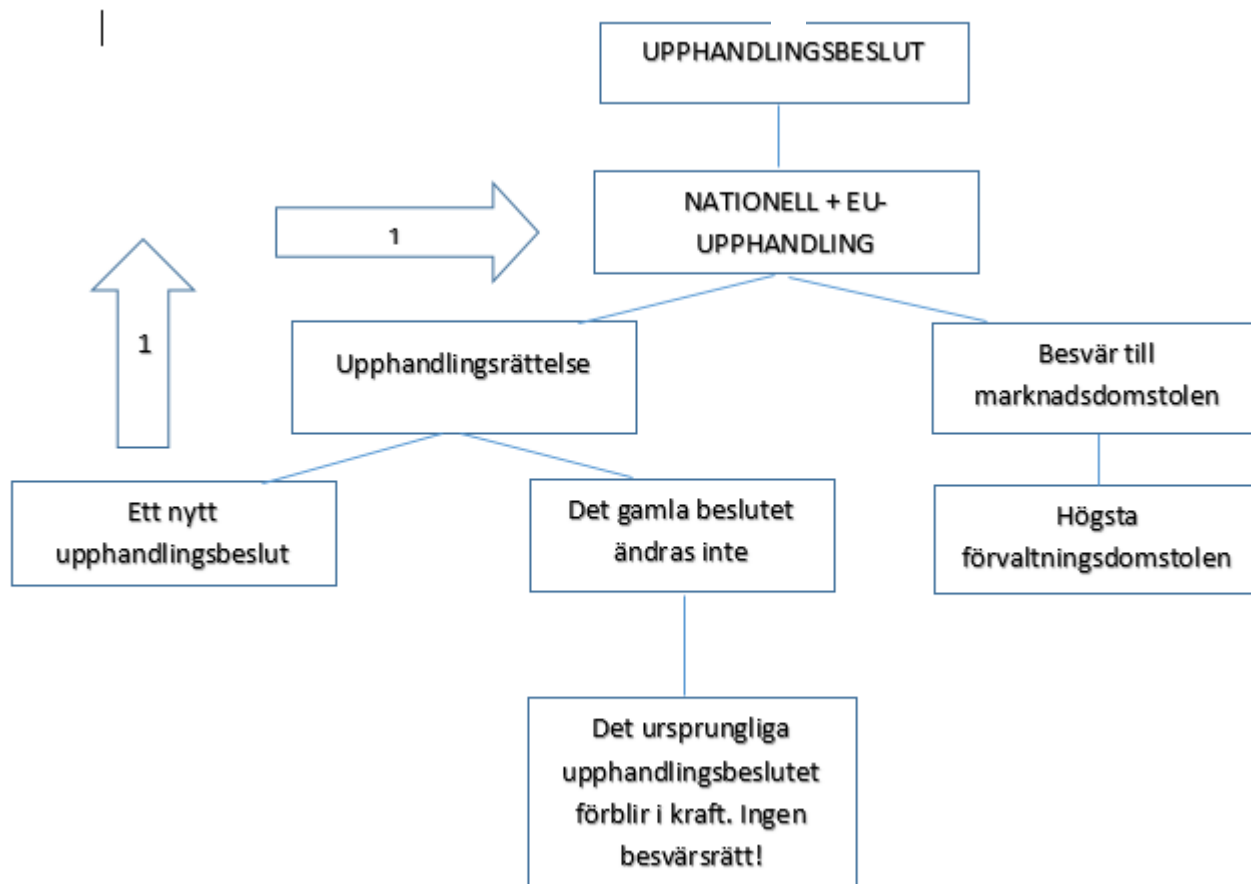 UPPHANDLINGSBESLUT
NATIONELL + EU-
UPPHANDLING
1
1
Upphandlingsrättelse
Besvär till
marknadsdomstolen
Ett nytt
upphandlingsbeslut
Det gamla beslutet
ändras inte
Högsta
förvaltningsdomstolen
Det ursprungliga
upphandlingsbeslutet
förblir i kraft. Ingen
besvärsrätt!